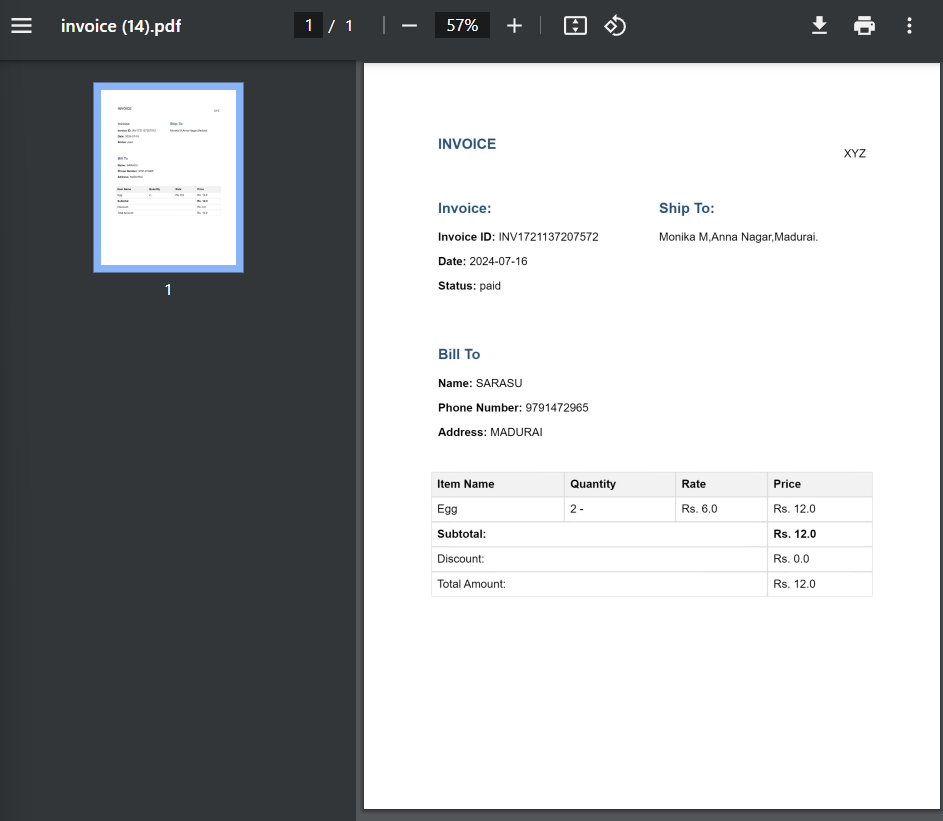 invoice (14).pdf
1 / 1
57%
1
INVOICE
XYZ
Invoice:
Ship To:
Invoice ID: INV1721137207572
Monika M,Anna Nagar,Madurai.
Date: 2024-07-16
Status: paid
Bill To
Name: SARASU
Phone Number: 9791472965
Address: MADURAI
Item Name Quantity Rate Price
Egg 2 - Rs. 6.0 Rs. 12.0
Subtotal: Rs. 12.0
Discount: Rs. 0.0
Total Amount: Rs. 12.0